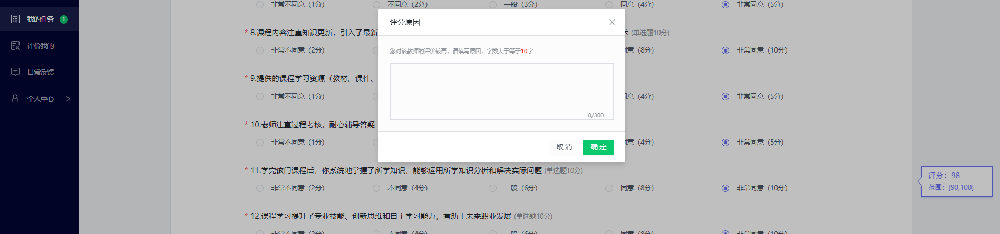 我的任务 1
评价我的
日常反馈
个人中心
非常不同意（1分） 不同意（2分） 一般（3分） 同意（4分） 非常同意（5分）
* 8.课程内容注重知识更新，引入了最新 (单选题10分)
非常不同意（2分） （8分） 非常同意（10分）
* 9.提供的课程学习资源（教材、课件、
非常不同意（1分） 同意（4分） 非常同意（5分）
* 10.老师注重过程考核，耐心辅导答疑
非常不同意（1分） 同意（4分） 非常同意（5分）
* 11.学完该门课程后，你系统地掌握了所学知识，能够运用所学知识分析和解决实际问题 (单选题10分)
非常不同意（2分） 不同意（4分） 一般（6分） 同意（8分） 非常同意（10分）
* 12.课程学习提升了专业技能、创新思维和自主学习能力，有助于未来职业发展 (单选题10分)
非常不同意（2分） 不同意（4分） 一般（6分） 同意（8分） 非常同意（10分）
评分原因
您对该教师的评价较高，请填写原因，字数大于等于10字：
0/300
取 消 确 定
评分：98
范围：[90,100]